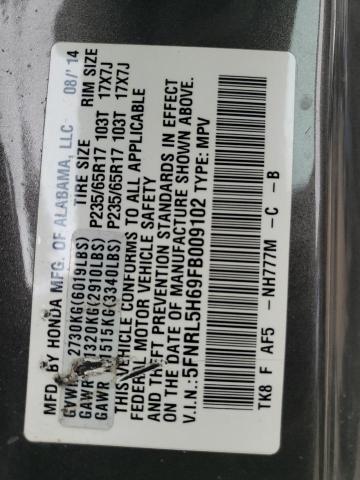 MFD. BY HONDA MFG. OF ALABAMA, LLC 08/'14
GVW 2730KG(6019LBS) TIRE SIZE RIM SIZE
GAWR 1320KG(2910LBS) P235/65R17 103T 17X7J
GAWR 1515KG(3340LBS) P235/65R17 103T 17X7J
THIS VEHICLE CONFORMS TO ALL APPLICABLE
FEDERAL MOTOR VEHICLE SAFETY
AND THEFT PREVENTION STANDARDS IN EFFECT
ON THE DATE OF MANUFACTURE SHOWN ABOVE.
V.I.N.:5FNRL5H69FB009102 TYPE: MPV
TK8 F AF5 - NH777M - C - B